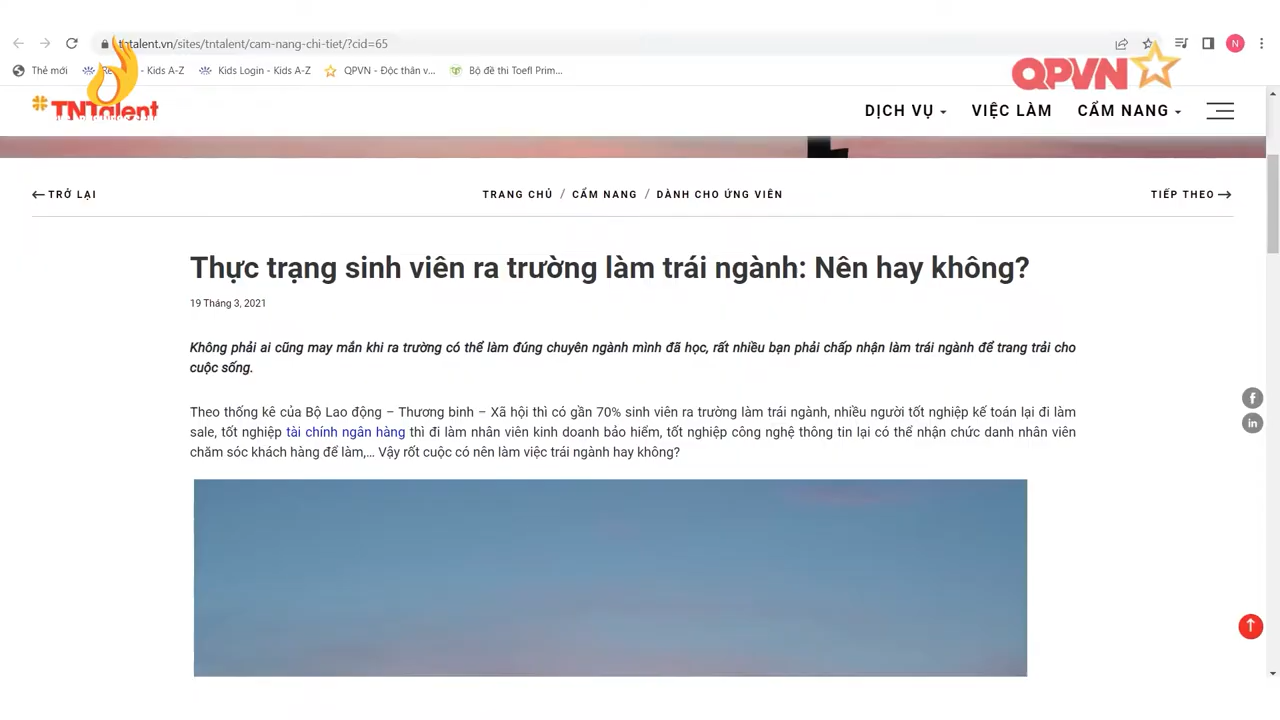 tntalent.vn/sites/tntalent/cam-nang-chi-tiet/?cid=65
N
QPVN
Thẻ mới
- Kids A-Z
Kids Login - Kids A-Z
QPVN - Độc thân v...
Bộ đề thi Toefl Prim...
TNTalent
DỊCH VỤ
VIỆC LÀM
CẨM NANG
TRỞ LẠI
TRANG CHỦ / CẨM NANG / DÀNH CHO ỨNG VIÊN
TIẾP THEO
Thực trạng sinh viên ra trường làm trái ngành: Nên hay không?
19 Tháng 3, 2021
Không phải ai cũng may mắn khi ra trường có thể làm đúng chuyên ngành mình đã học, rất nhiều bạn phải chấp nhận làm trái ngành để trang trải cho
cuộc sống.
Theo thống kê của Bộ Lao động – Thương binh – Xã hội thì có gần 70% sinh viên ra trường làm trái ngành, nhiều người tốt nghiệp kế toán lại đi làm
sale, tốt nghiệp tài chính ngân hàng thì đi làm nhân viên kinh doanh bảo hiểm, tốt nghiệp công nghệ thông tin lại có thể nhận chức danh nhân viên
chăm sóc khách hàng để làm,... Vậy rốt cuộc có nên làm việc trái ngành hay không?
f
in